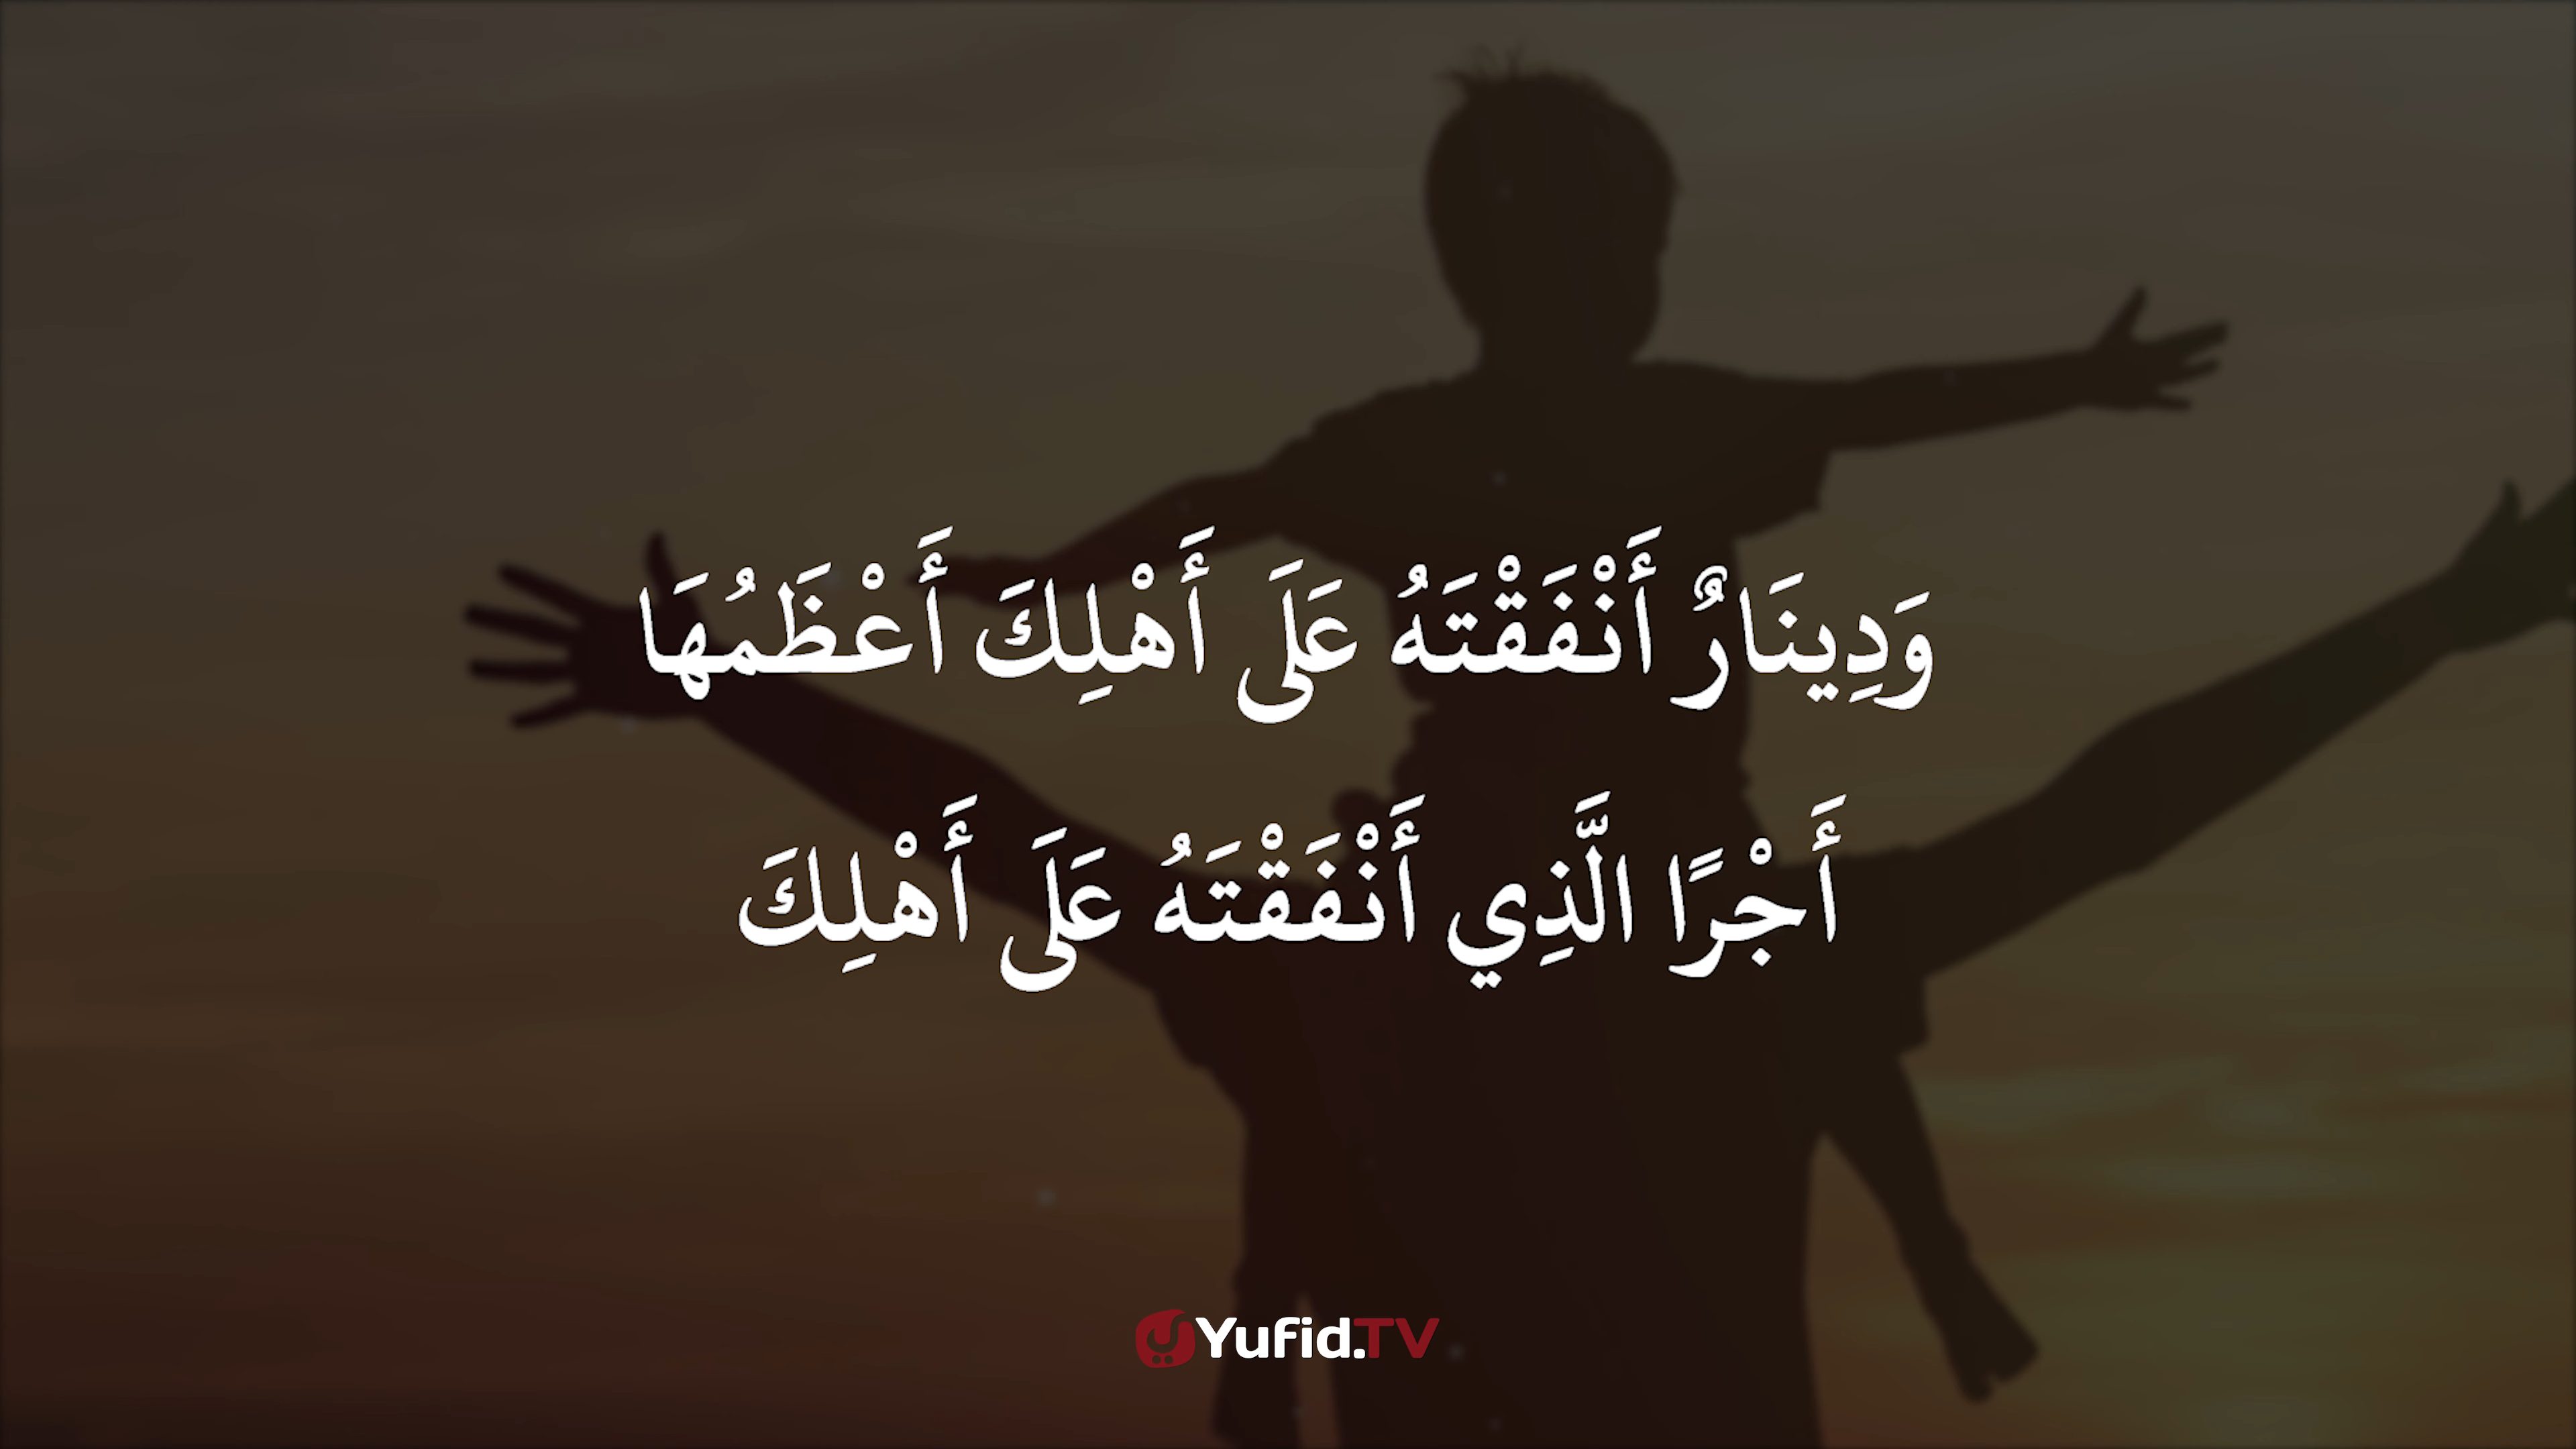 وَدِينَارٌ أَنْفَقْتَهُ عَلَى أَهْلِكَ أَعْظَمُهَا
أَجْرًا الَّذِي أَنْفَقْتَهُ عَلَى أَهْلِكَ
Yufid.TV